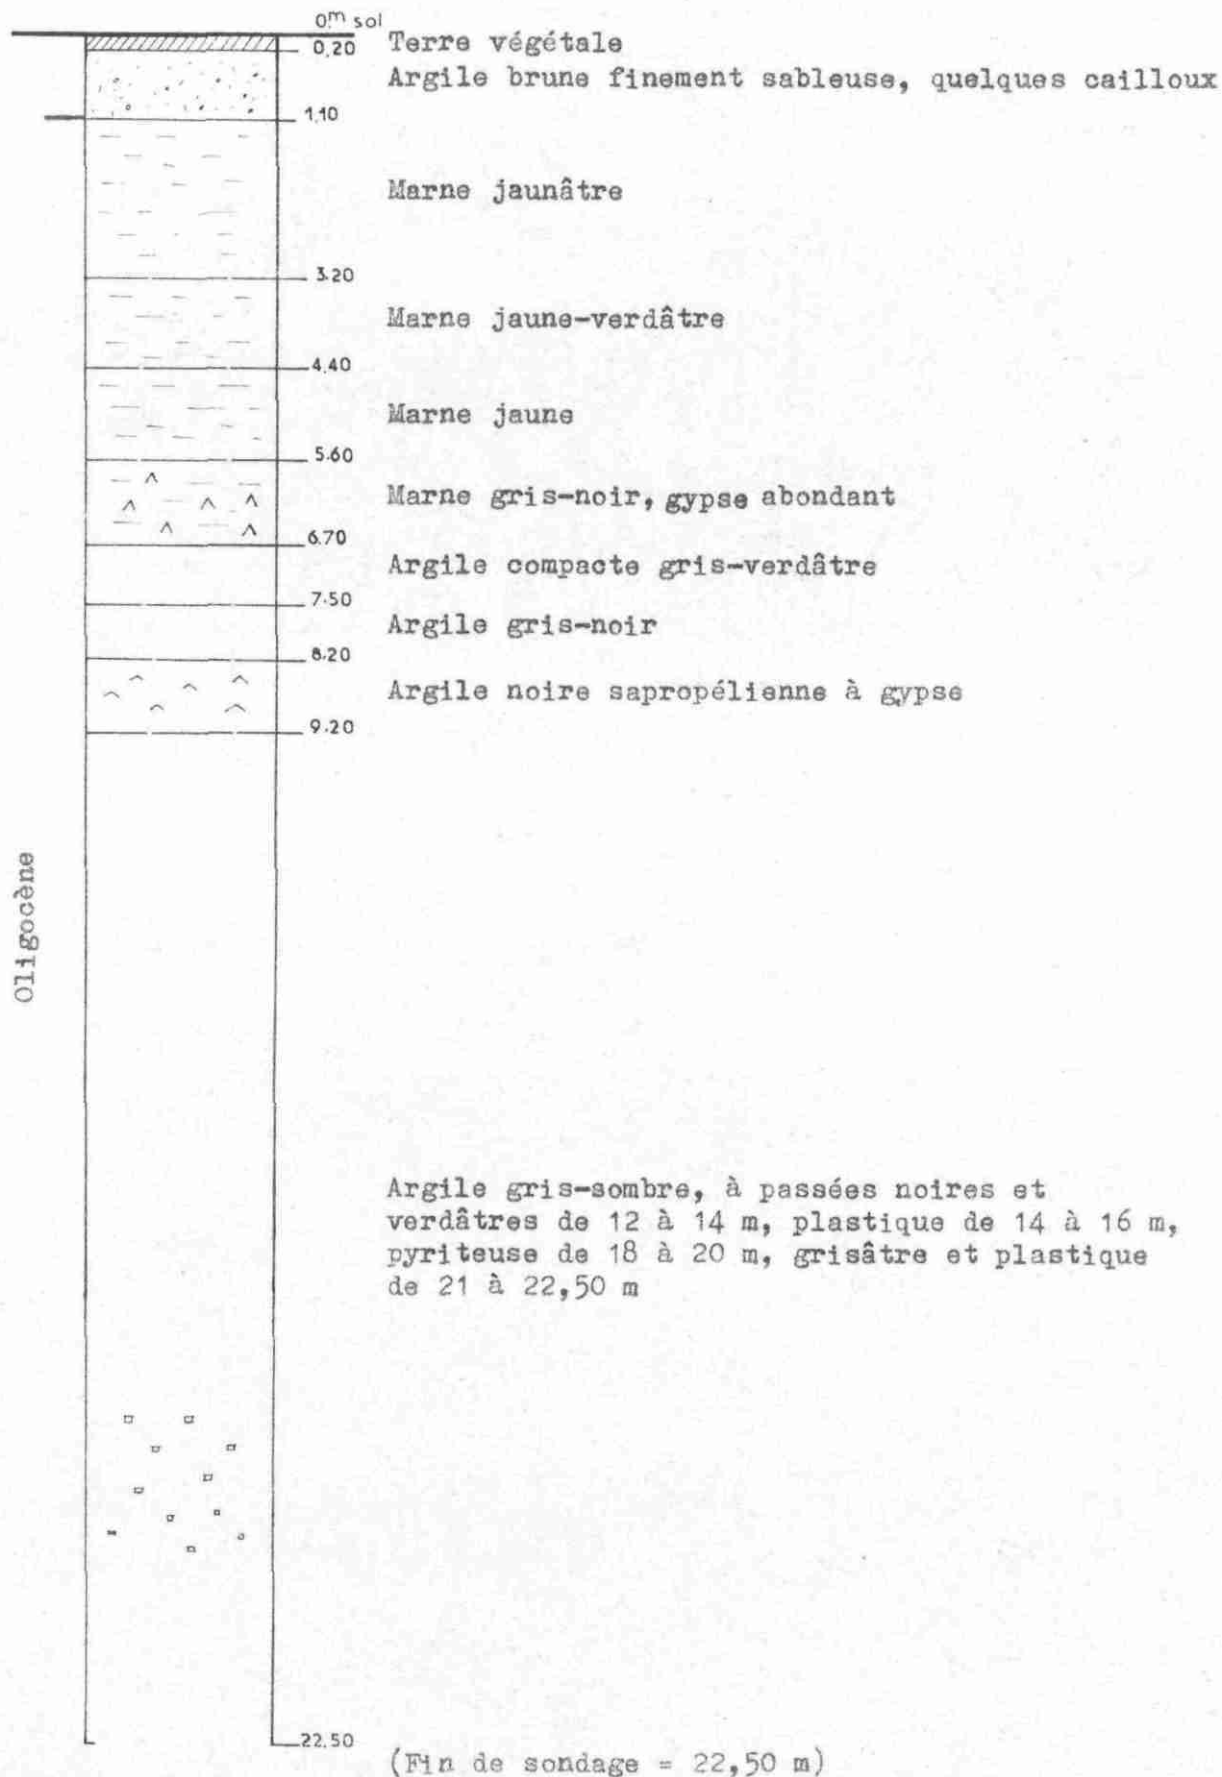 0m sol
0,20
Terre végétale
Argile brune finement sableuse, quelques cailloux
1,10
Marne jaunâtre
3.20
Marne jaune-verdâtre
4.40
Marne jaune
5.60
Marne gris-noir, gypse abondant
6.70
Argile compacte gris-verdâtre
7.50
Argile gris-noir
8.20
Argile noire sapropélienne à gypse
9.20
Oligocène
Argile gris-sombre, à passées noires et
verdâtres de 12 à 14 m, plastique de 14 à 16 m,
pyriteuse de 18 à 20 m, grisâtre et plastique
de 21 à 22,50 m
22.50
(Fin de sondage = 22,50 m)